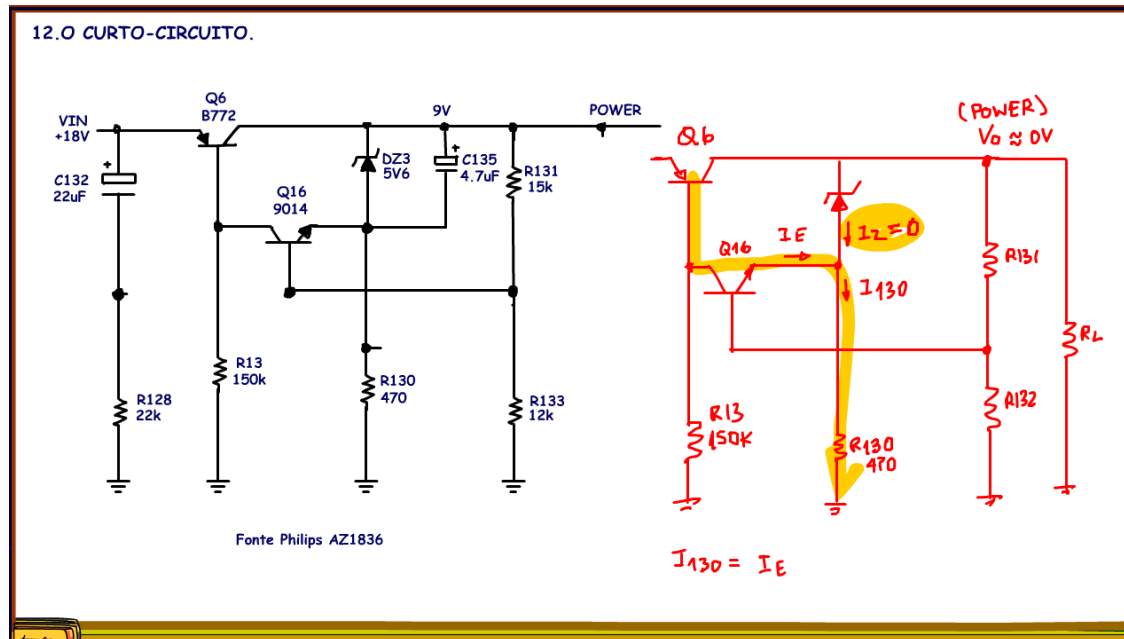 12.O CURTO-CIRCUITO.
VIN
+18V
Q6
B772
9V
POWER
C132
22uF
Q16
9014
DZ3
5V6
C135
4.7uF
R131
15k
R13
150k
R128
22k
R130
470
R133
12k
Fonte Philips AZ1836
(POWER)
Vo ≈ 0V
Q6
IZ = 0
Q16
IE
I130
R131
RL
R13
150K
R132
R130
470
I130 = IE